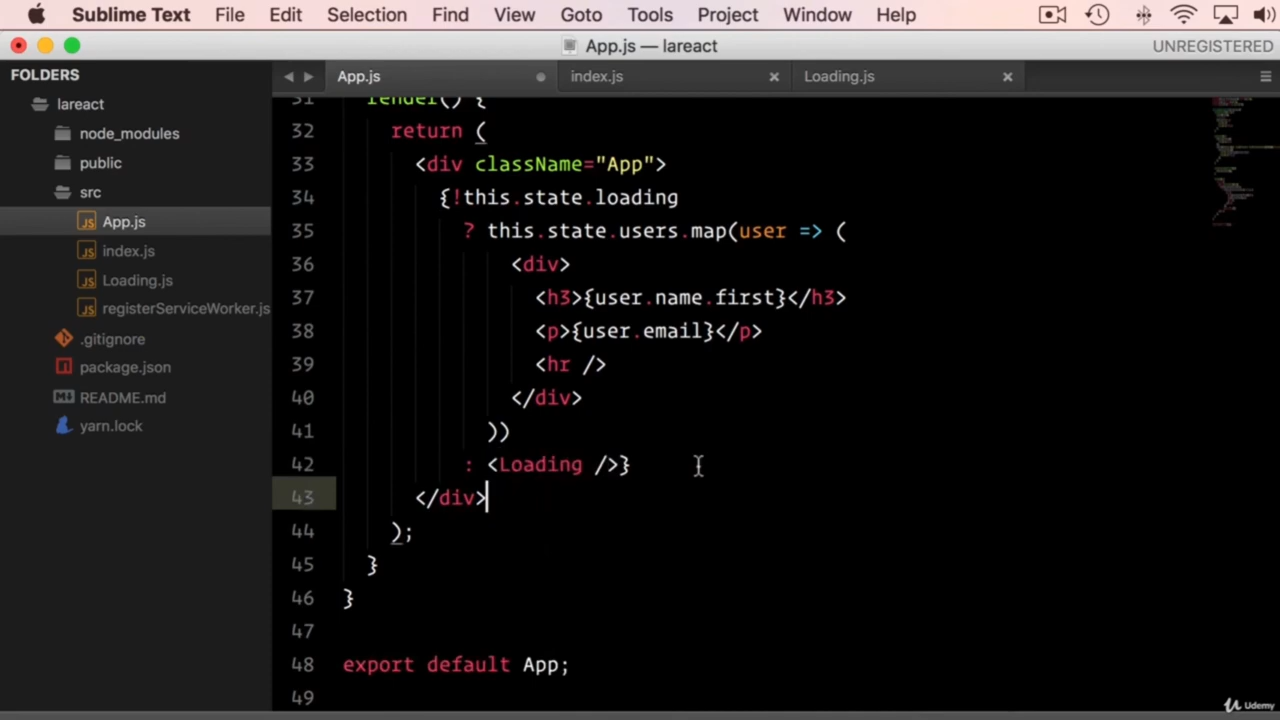 Sublime Text File Edit Selection Find View Goto Tools Project Window Help
App.js — lareact UNREGISTERED
FOLDERS
lareact
node_modules
public
src
App.js
index.js
Loading.js
registerServiceWorker.js
.gitignore
package.json
README.md
yarn.lock
App.js index.js Loading.js
31 render() {
32 return (
33 <div className="App">
34 {!this.state.loading
35 ? this.state.users.map(user => (
36 <div>
37 <h3>{user.name.first}</h3>
38 <p>{user.email}</p>
39 <hr />
40 </div>
41 ))
42 : <Loading />}
43 </div>
44 );
45 }
46 }
47
48 export default App;
49
Udemy